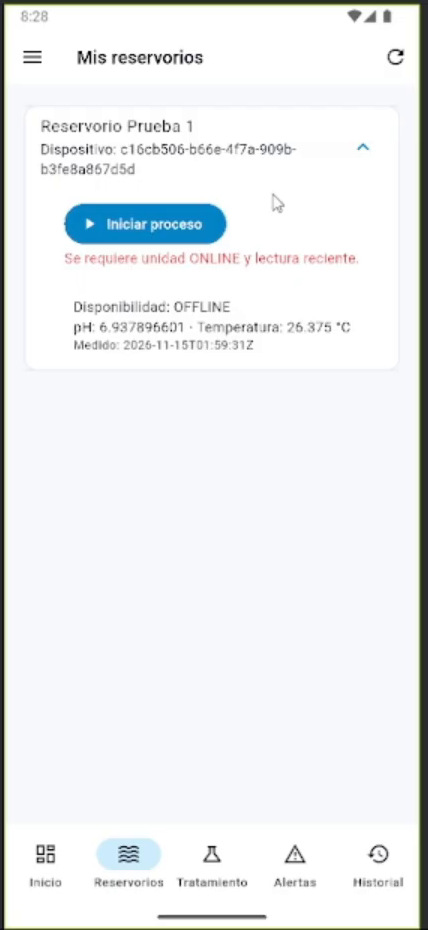 8:28
Mis reservorios
Reservorio Prueba 1
Dispositivo: c16cb506-b66e-4f7a-909b-
b3fe8a867d5d
Iniciar proceso
Se requiere unidad ONLINE y lectura reciente.
Disponibilidad: OFFLINE
pH: 6.937896601 · Temperatura: 26.375 °C
Medido: 2026-11-15T01:59:31Z
Inicio Reservorios Tratamiento Alertas Historial